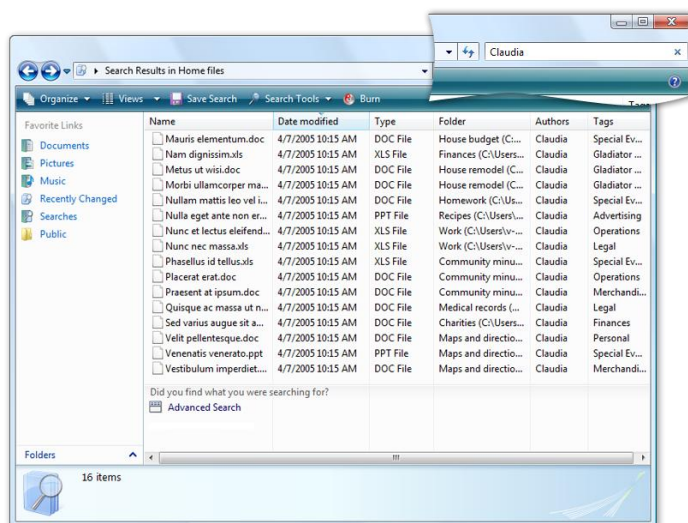 Claudia
Search Results in Home files
Organize Views Save Search Search Tools Burn
Favorite Links
Documents
Pictures
Music
Recently Changed
Searches
Public
Name Date modified Type Folder Authors Tags
Mauris elementum.doc 4/7/2005 10:15 AM DOC File House budget (C:... Claudia Special Ev...
Nam dignissim.xls 4/7/2005 10:15 AM XLS File Finances (C:\Users... Claudia Gladiator ...
Metus ut wisi.doc 4/7/2005 10:15 AM DOC File House remodel (C... Claudia Gladiator ...
Morbi ullamcorper ma... 4/7/2005 10:15 AM DOC File House remodel (C... Claudia Gladiator ...
Nullam mattis leo vel i... 4/7/2005 10:15 AM DOC File Homework (C:\Us... Claudia Special Ev...
Nulla eget ante non er... 4/7/2005 10:15 AM PPT File Recipes (C:\Users\... Claudia Advertising
Nunc et lectus eleifend... 4/7/2005 10:15 AM XLS File Work (C:\Users\v-... Claudia Operations
Nunc nec massa.xls 4/7/2005 10:15 AM XLS File Work (C:\Users\v-... Claudia Legal
Phasellus id tellus.xls 4/7/2005 10:15 AM XLS File Community minu... Claudia Special Ev...
Placerat erat.doc 4/7/2005 10:15 AM DOC File Community minu... Claudia Operations
Praesent at ipsum.doc 4/7/2005 10:15 AM DOC File Community minu... Claudia Merchandi...
Quisque ac massa ut n... 4/7/2005 10:15 AM DOC File Medical records (... Claudia Legal
Sed varius augue sit a... 4/7/2005 10:15 AM DOC File Charities (C:\Users... Claudia Finances
Velit pellentesque.doc 4/7/2005 10:15 AM DOC File Maps and directio... Claudia Personal
Venenatis venerato.ppt 4/7/2005 10:15 AM PPT File Maps and directio... Claudia Special Ev...
Vestibulum imperdiet.... 4/7/2005 10:15 AM DOC File Maps and directio... Claudia Merchandi...
Did you find what you were searching for?
Advanced Search
Folders
16 items